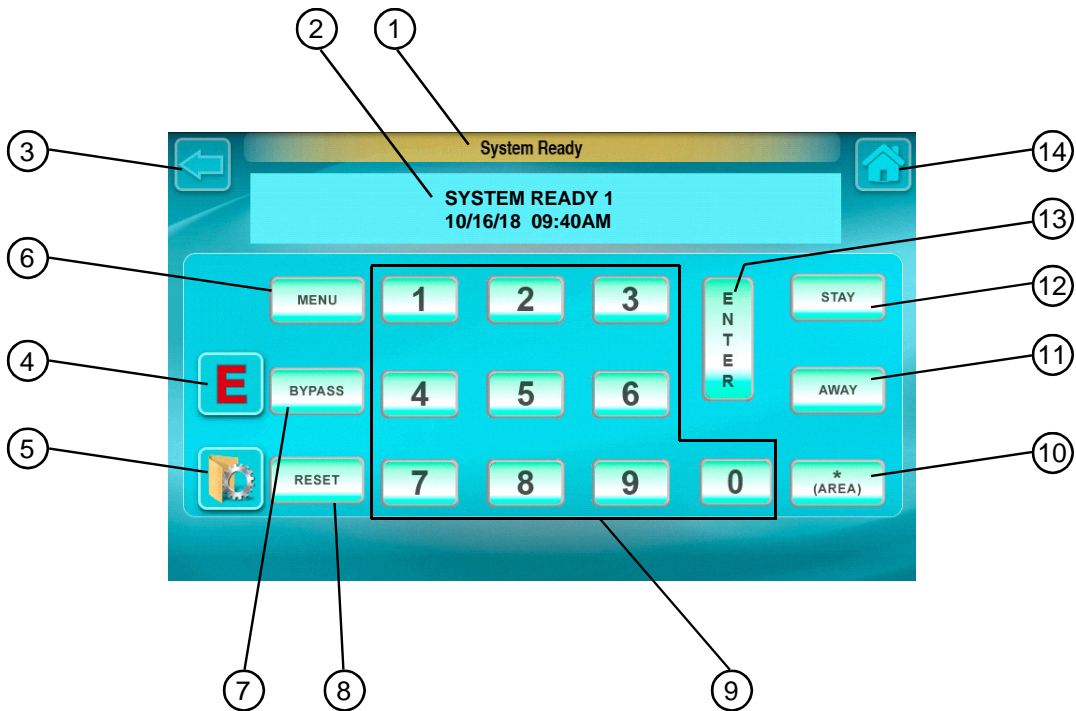 2 1
3
System Ready
14
SYSTEM READY 1
10/16/18 09:40AM
13
6
MENU 1 2 3 ENTER STAY
12
4
11
E BYPASS 4 5 6 AWAY
5
10
RESET 7 8 9 0 * (AREA)
7 8 9